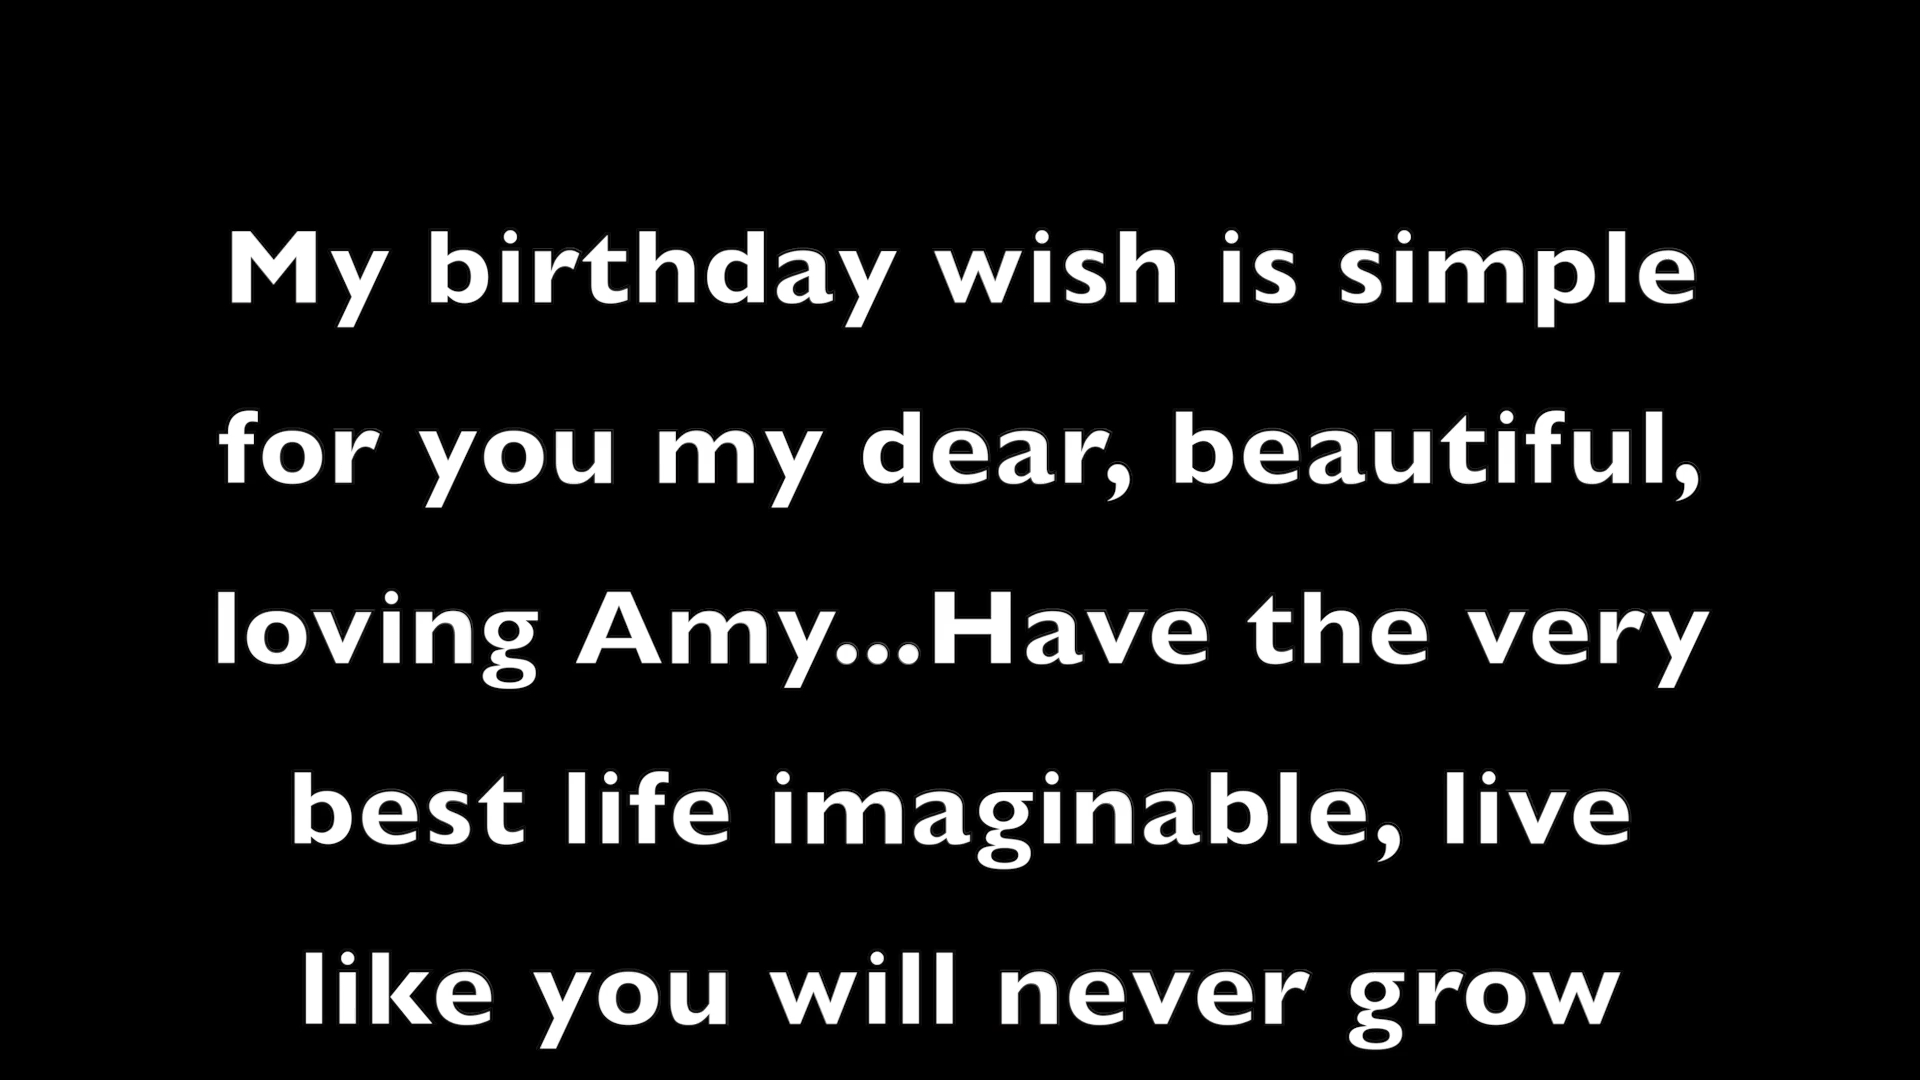 My birthday wish is simple
for you my dear, beautiful,
loving Amy...Have the very
best life imaginable, live
like you will never grow